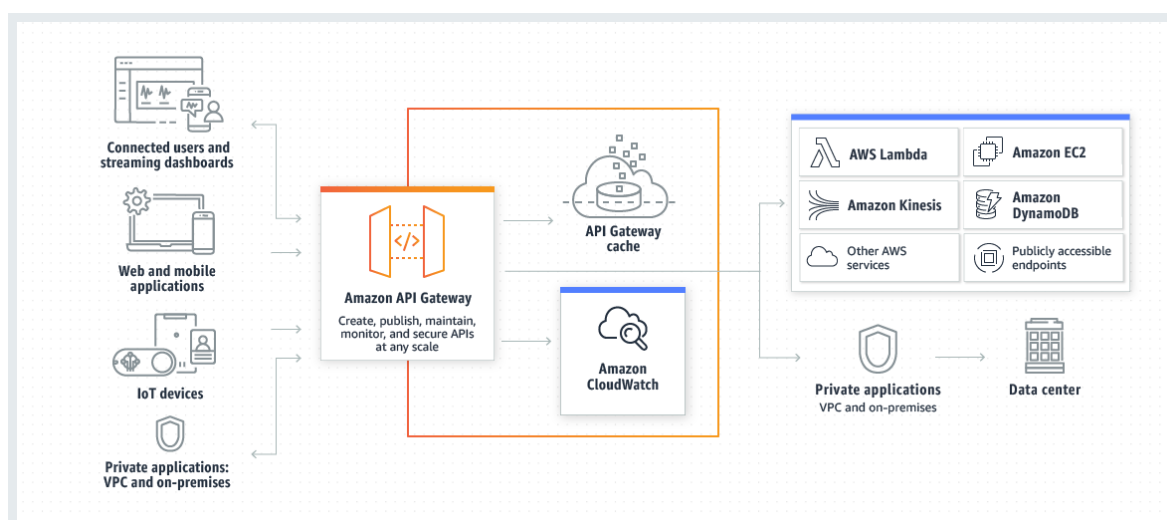 Connected users and
streaming dashboards
Web and mobile
applications
IoT devices
Private applications:
VPC and on-premises
</>
Amazon API Gateway
Create, publish, maintain,
monitor, and secure APIs
at any scale
API Gateway
cache
Amazon
CloudWatch
AWS Lambda
Amazon EC2
Amazon Kinesis
Amazon
DynamoDB
Other AWS
services
Publicly accessible
endpoints
Private applications
VPC and on-premises
Data center